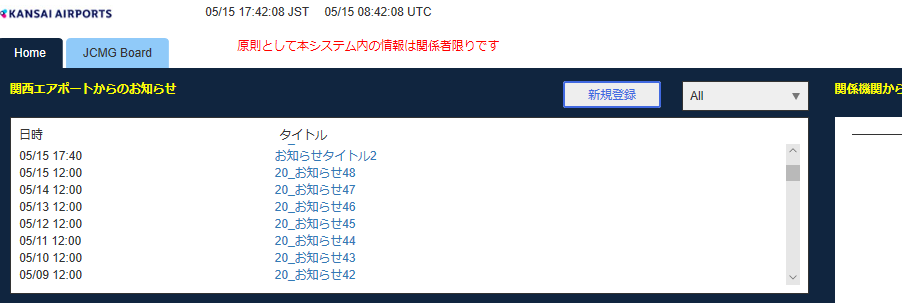 KANSAI AIRPORTS
05/15 17:42:08 JST 05/15 08:42:08 UTC
Home
JCMG Board
原則として本システム内の情報は関係者限りです
関西エアポートからのお知らせ
新規登録
All
関係機関から
日時 タイトル
05/15 17:40 お知らせタイトル2
05/15 12:00 20_お知らせ48
05/14 12:00 20_お知らせ47
05/13 12:00 20_お知らせ46
05/12 12:00 20_お知らせ45
05/11 12:00 20_お知らせ44
05/10 12:00 20_お知らせ43
05/09 12:00 20_お知らせ42